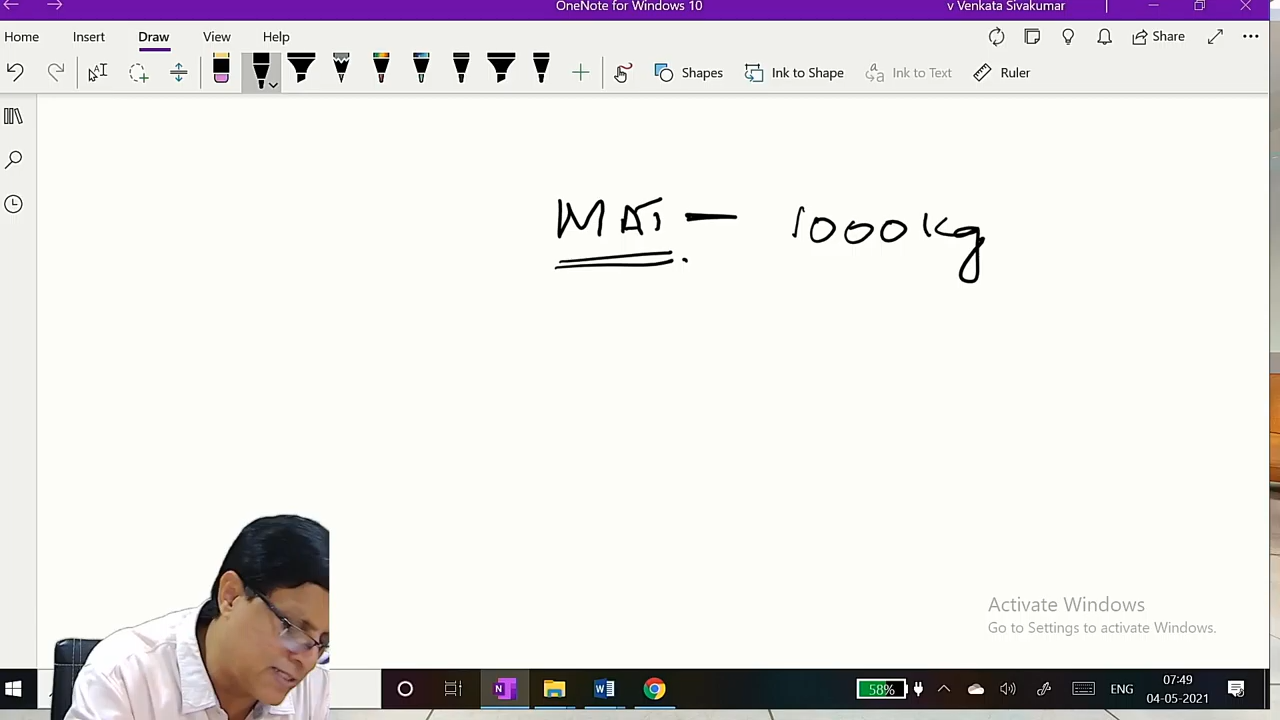 OneNote for Windows 10
v Venkata Sivakumar
Home Insert Draw View Help
Share
Shapes Ink to Shape Ink to Text Ruler
MAT — 1000 Kg
Activate Windows
Go to Settings to activate Windows.
58% ENG 07:49
04-05-2021